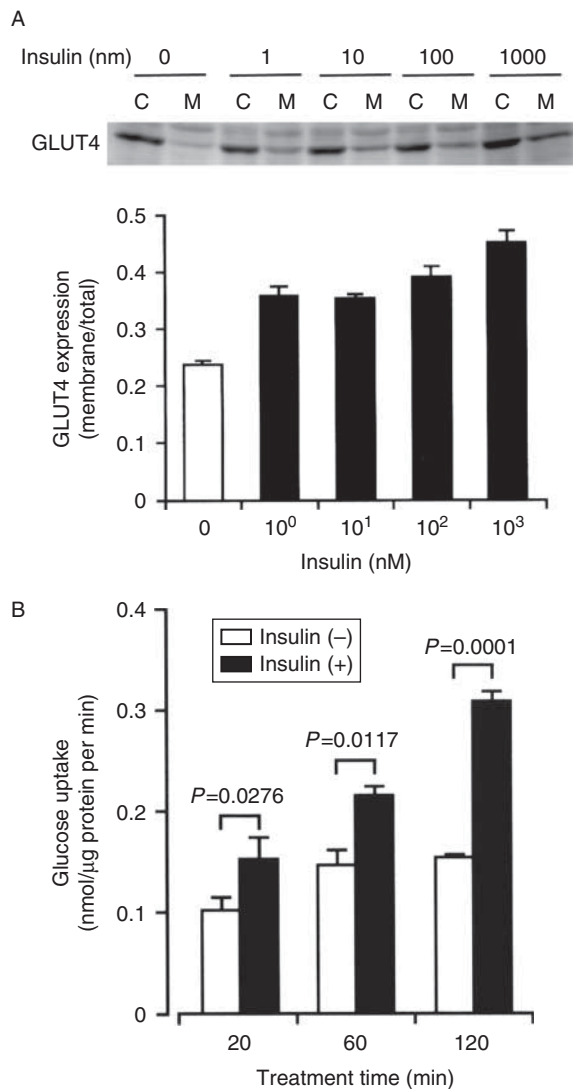 A
Insulin (nm) 0 1 10 100 1000
C M C M C M C M C M
GLUT4
0.5
0.4
0.3
0.2
0.1
0
GLUT4 expression
(membrane/total)
0 10⁰ 10¹ 10² 10³
Insulin (nM)
B
0.4
0.3
0.2
0.1
0
Glucose uptake
(nmol/µg protein per min)
Insulin (–)
Insulin (+)
P=0.0001
P=0.0117
P=0.0276
20 60 120
Treatment time (min)